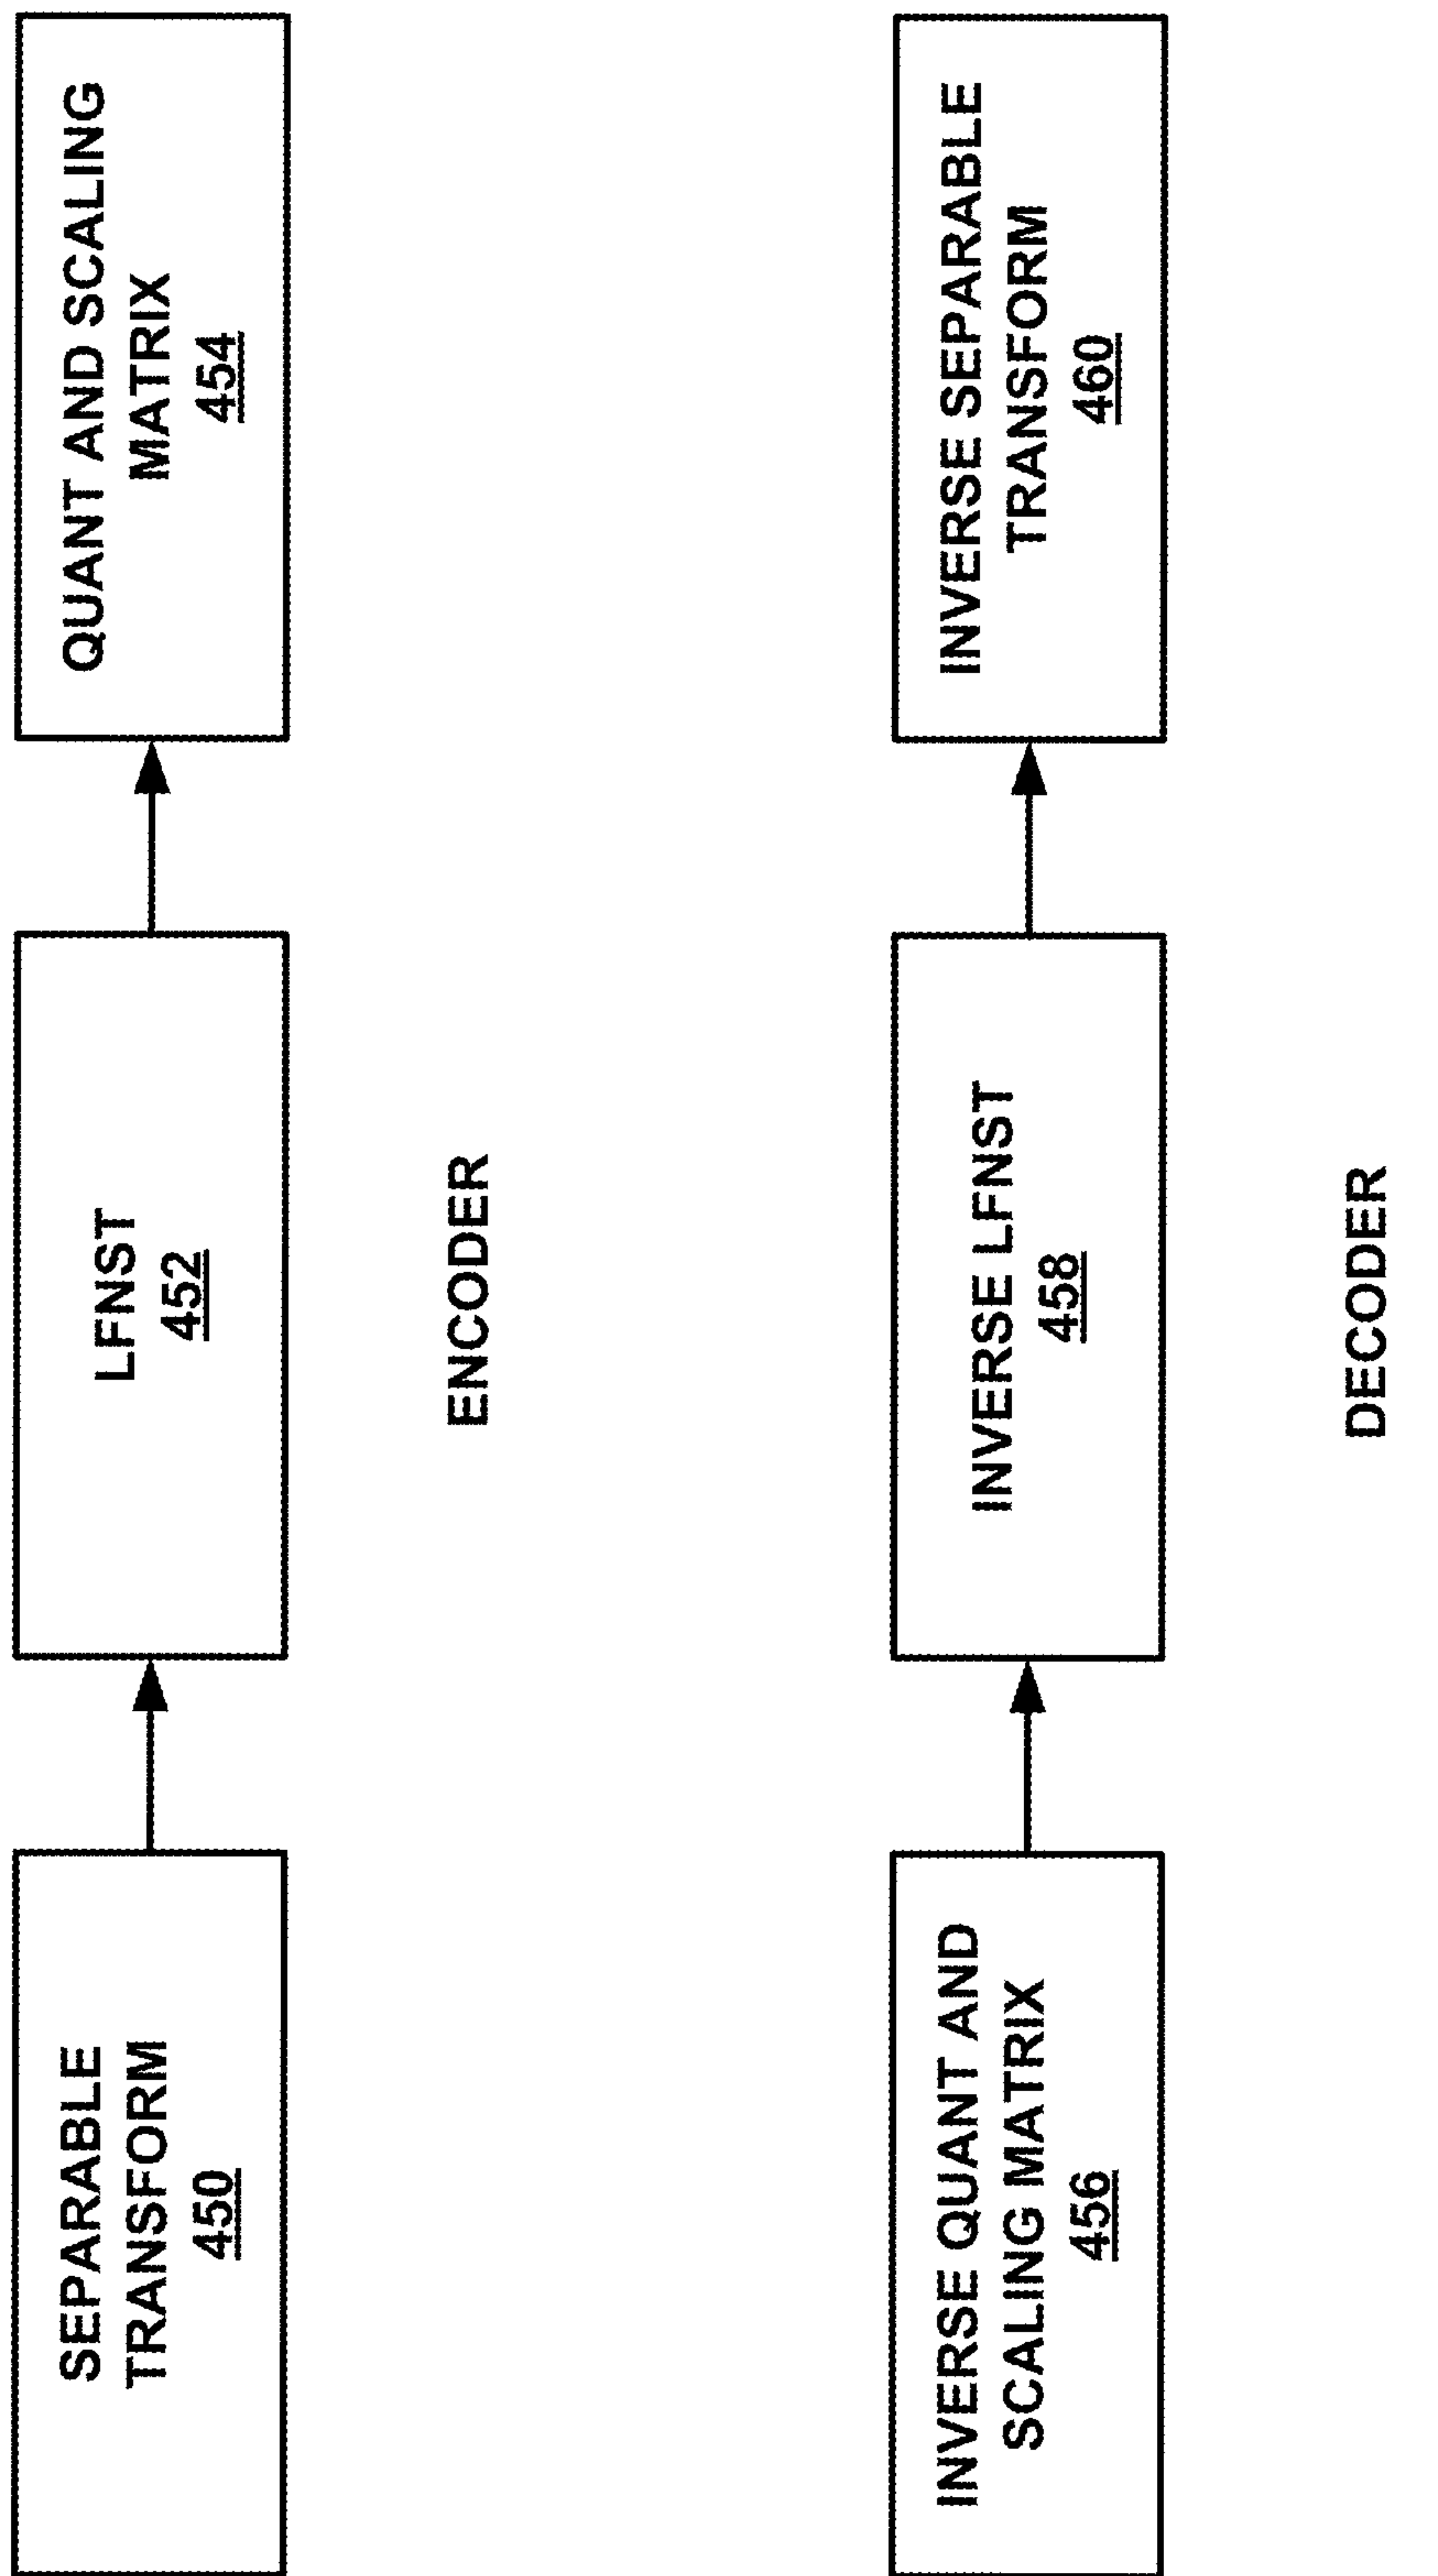 SEPARABLE
TRANSFORM
450
LFNST
452
QUANT AND SCALING
MATRIX
454
ENCODER
INVERSE QUANT AND
SCALING MATRIX
456
INVERSE LFNST
458
INVERSE SEPARABLE
TRANSFORM
460
DECODER